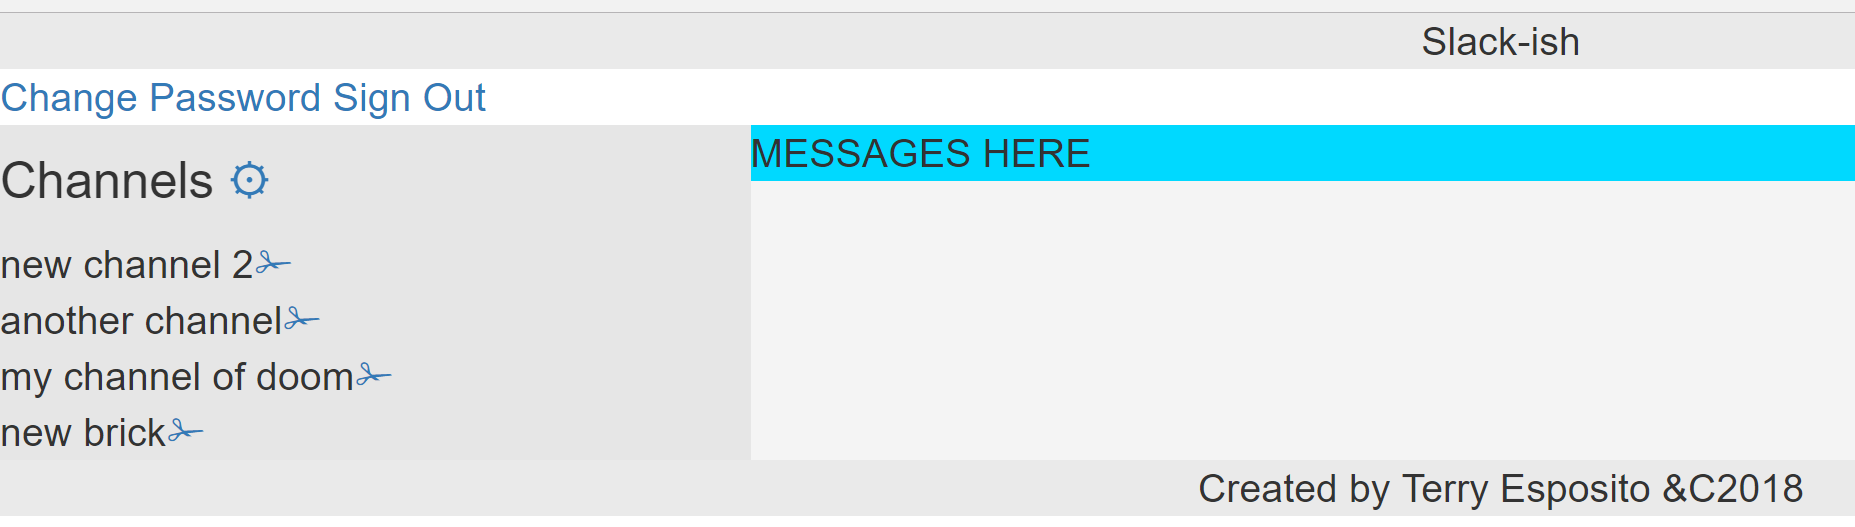 Slack-ish
Change Password Sign Out
MESSAGES HERE
Channels
new channel 2
another channel
my channel of doom
new brick
Created by Terry Esposito &C2018